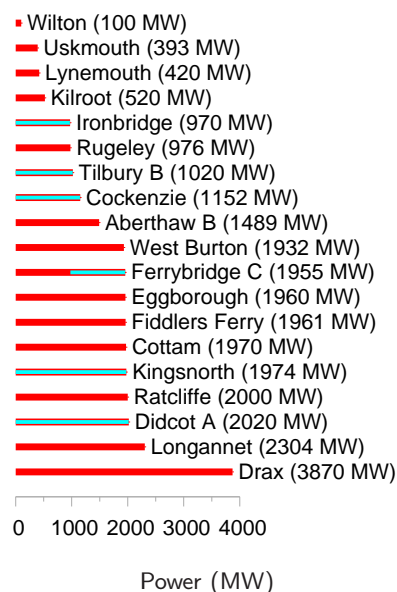 Wilton (100 MW)
Uskmouth (393 MW)
Lynemouth (420 MW)
Kilroot (520 MW)
Ironbridge (970 MW)
Rugeley (976 MW)
Tilbury B (1020 MW)
Cockenzie (1152 MW)
Aberthaw B (1489 MW)
West Burton (1932 MW)
Ferrybridge C (1955 MW)
Eggborough (1960 MW)
Fiddlers Ferry (1961 MW)
Cottam (1970 MW)
Kingsnorth (1974 MW)
Ratcliffe (2000 MW)
Didcot A (2020 MW)
Longannet (2304 MW)
Drax (3870 MW)
0 1000 2000 3000 4000
Power (MW)